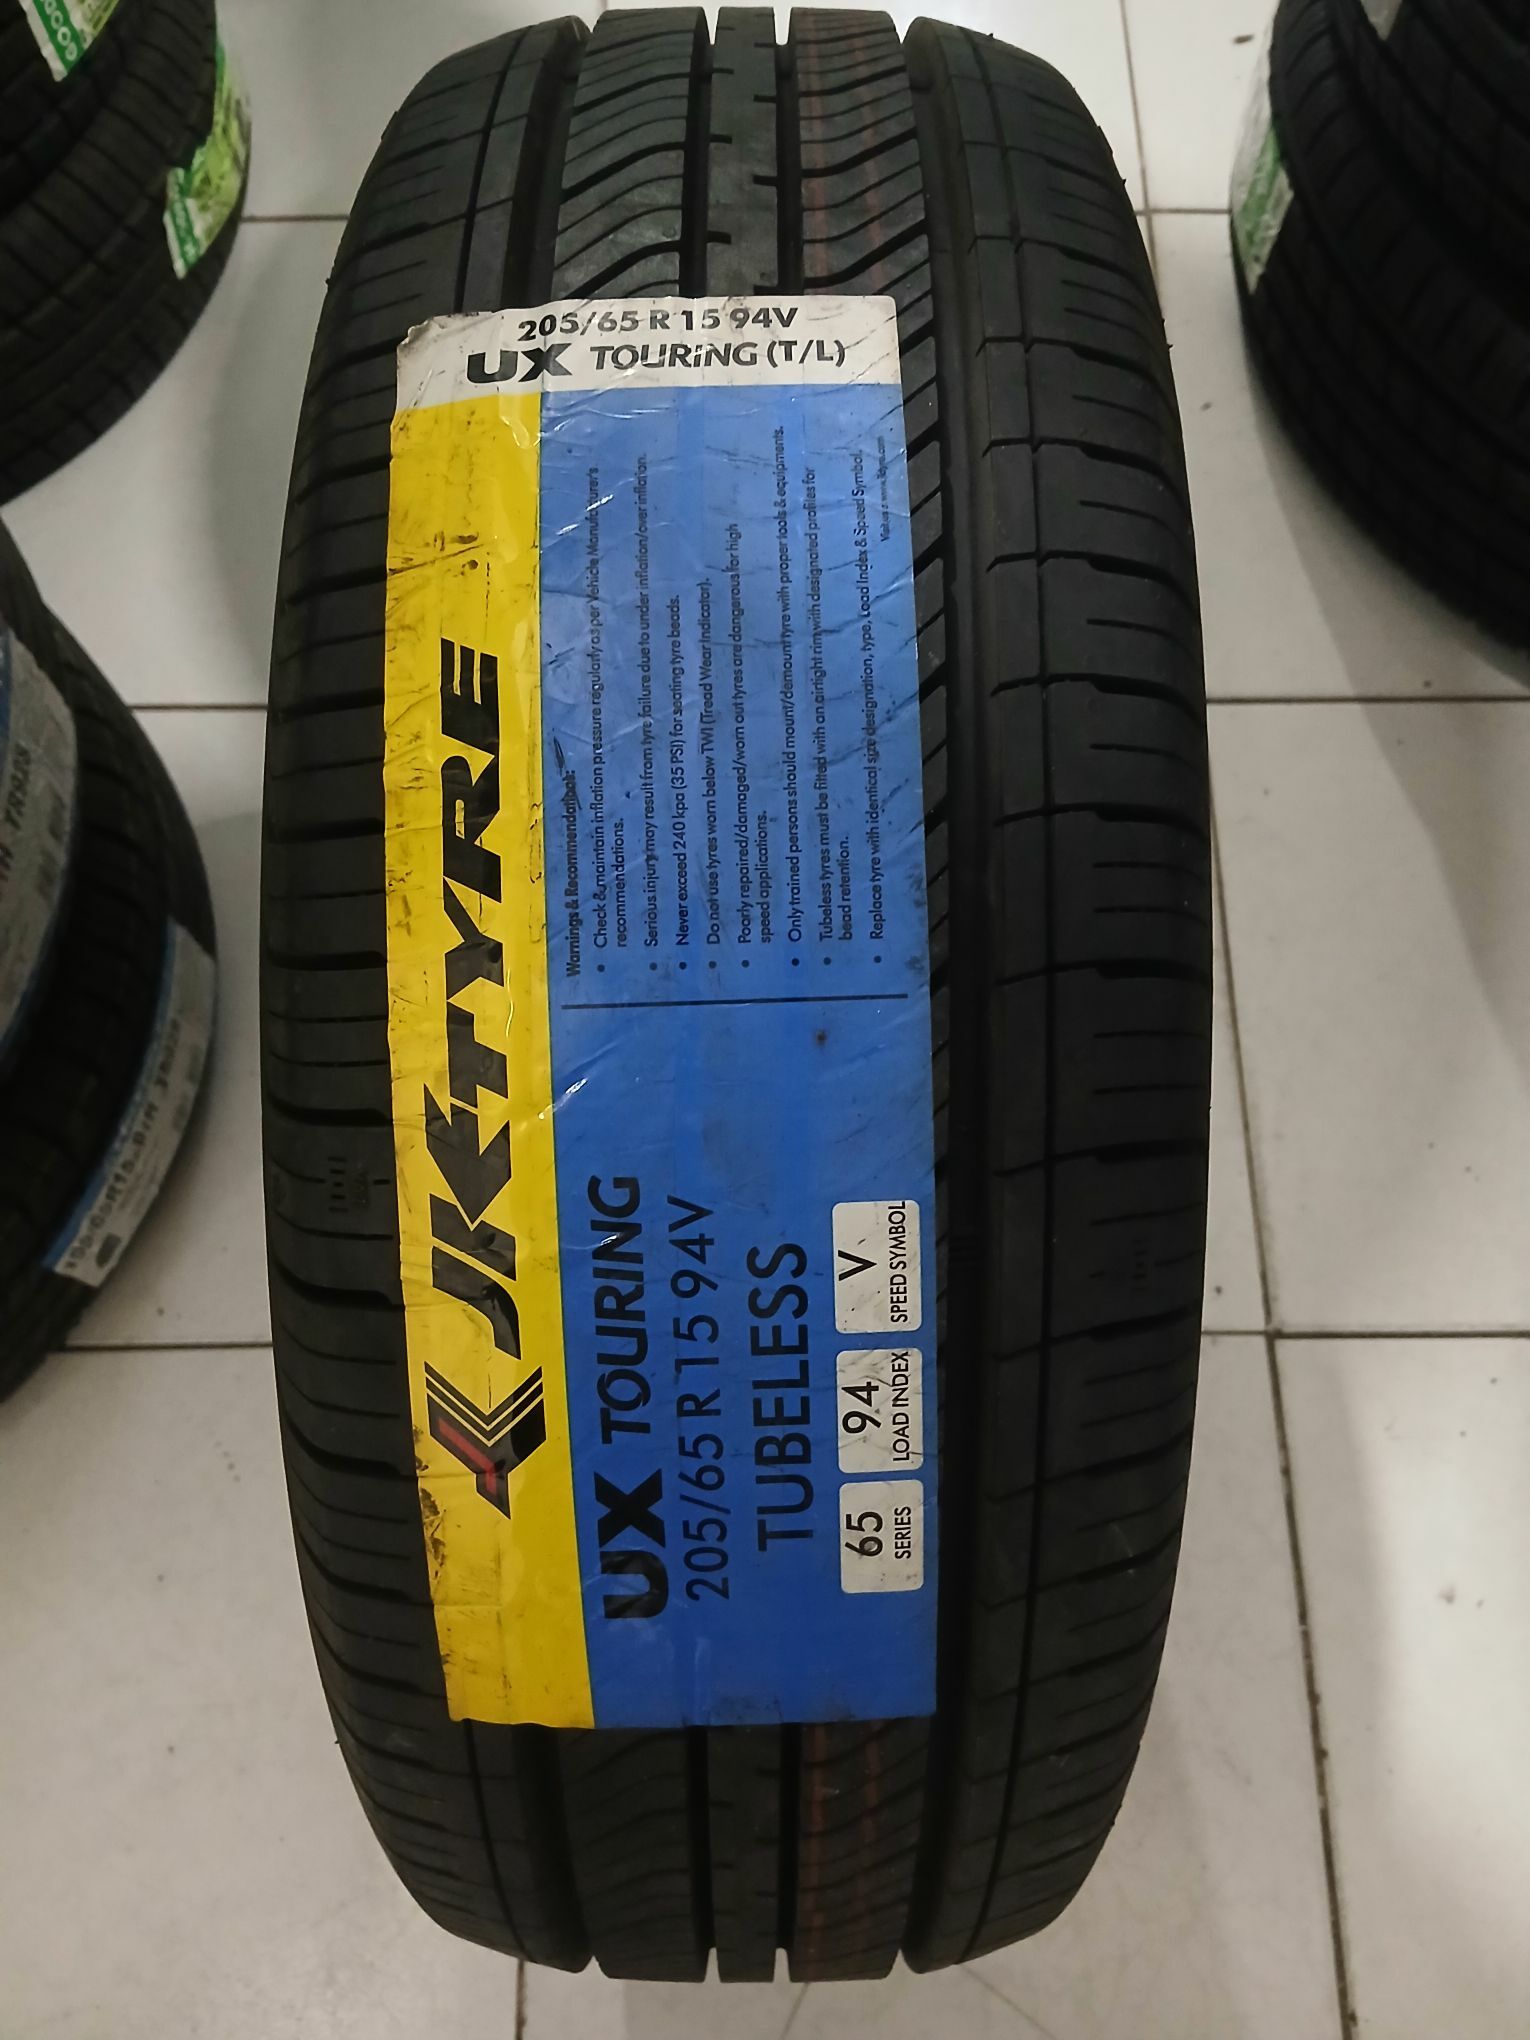 205/65 R 15 94V
UX TOURING (T/L)
JK TYRE
Warnings & Recommendation:
• Check & maintain inflation pressure regularly as per Vehicle Manufacturer's
recommendations.
• Serious injury may result from tyre failure due to under inflation/over inflation.
• Never exceed 240 kpa (35 PSI) for seating tyre beads.
• Do not use tyres worn below TWI (Tread Wear Indicator).
• Poorly repaired/damaged/worn out tyres are dangerous for high
speed applications.
• Only trained persons should mount/demount tyre with proper tools & equipments.
• Tubeless tyres must be fitted with an airtight rim with designated profiles for
bead retention.
• Replace tyre with identical size designation, type, Load Index & Speed Symbol.
UX TOURING
205/65 R 15 94V
TUBELESS
65
SERIES
94
LOAD INDEX
V
SPEED SYMBOL